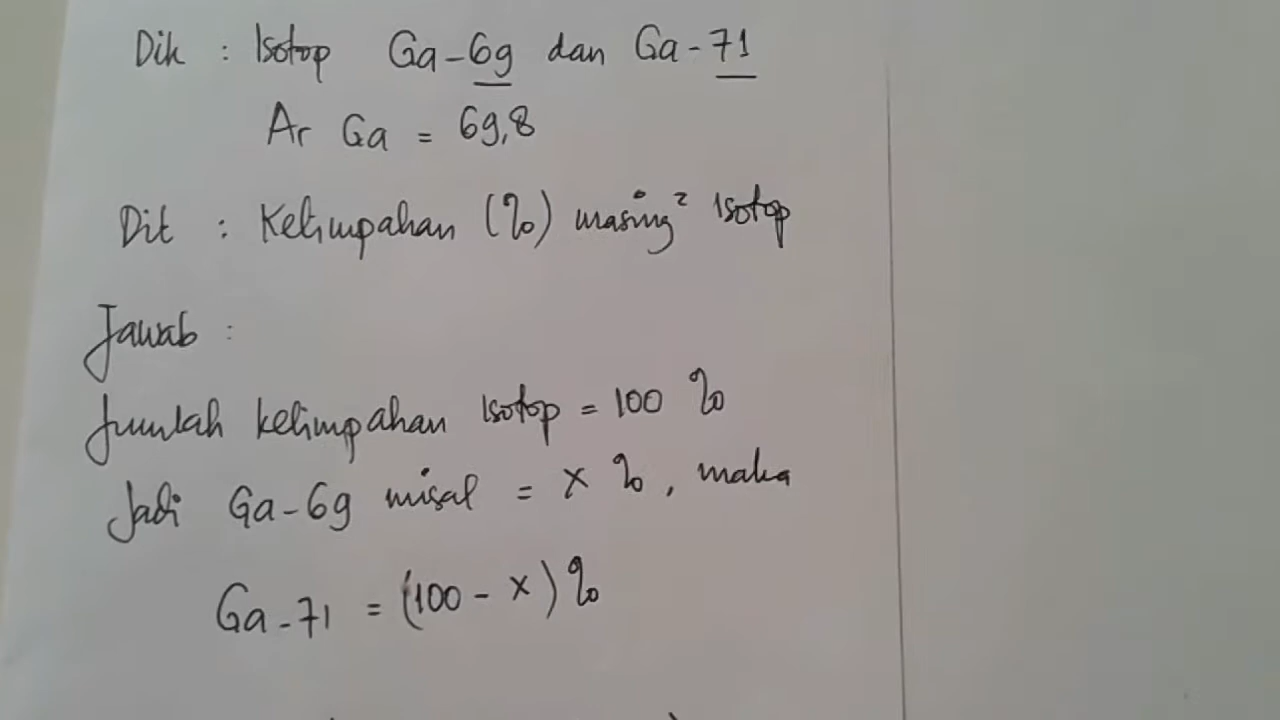 Dik : Isotop Ga-69 dan Ga-71
Ar Ga = 69,8
Dit : Kelimpahan (%) masing² Isotop
Jawab :
Jumlah kelimpahan Isotop = 100 %
Jadi Ga-69 misal = x %, maka
Ga-71 = (100 - x) %